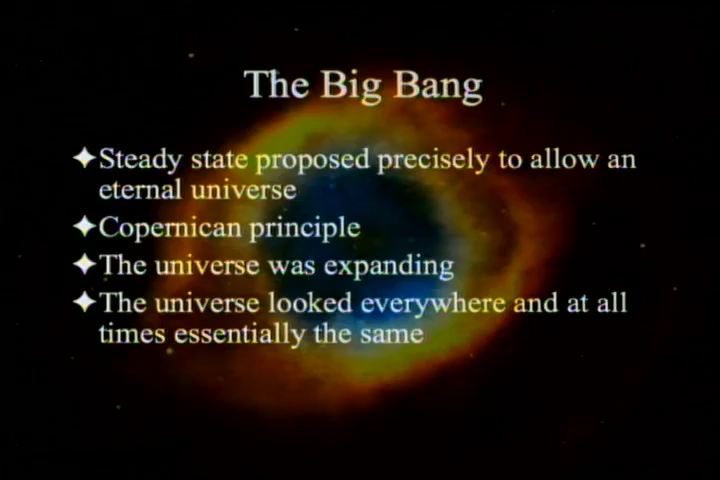 The Big Bang
✦Steady state proposed precisely to allow an
eternal universe
✦Copernican principle
✦The universe was expanding
✦The universe looked everywhere and at all
times essentially the same